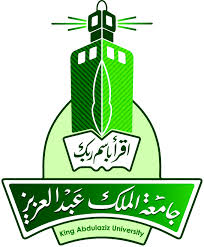 اقرأ باسم ربك
جامعة الملك عبد العزيز
King Abdulaziz University